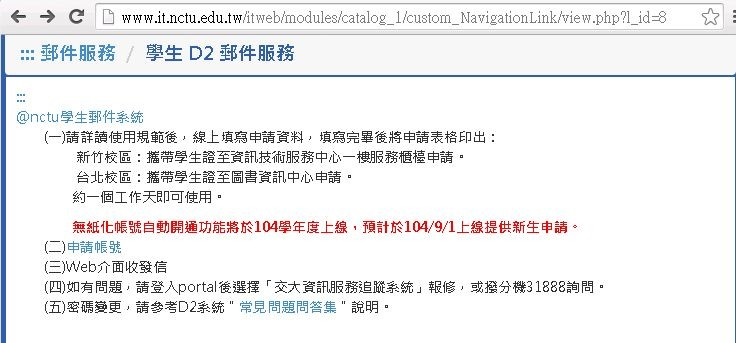 www.it.nctu.edu.tw/itweb/modules/catalog_1/custom_NavigationLink/view.php?l_id=8
::: 郵件服務 / 學生 D2 郵件服務
:::
@nctu學生郵件系統
(一)請詳讀使用規範後，線上填寫申請資料，填寫完畢後將申請表格印出：
新竹校區：攜帶學生證至資訊技術服務中心一樓服務櫃檯申請。
台北校區：攜帶學生證至圖書資訊中心申請。
約一個工作天即可使用。
無紙化帳號自動開通功能將於104學年度上線，預計於104/9/1上線提供新生申請。
(二)申請帳號
(三)Web介面收發信
(四)如有問題，請登入portal後選擇「交大資訊服務追蹤系統」報修，或撥分機31888詢問。
(五)密碼變更，請參考D2系統 " 常見問題問答集 " 說明。